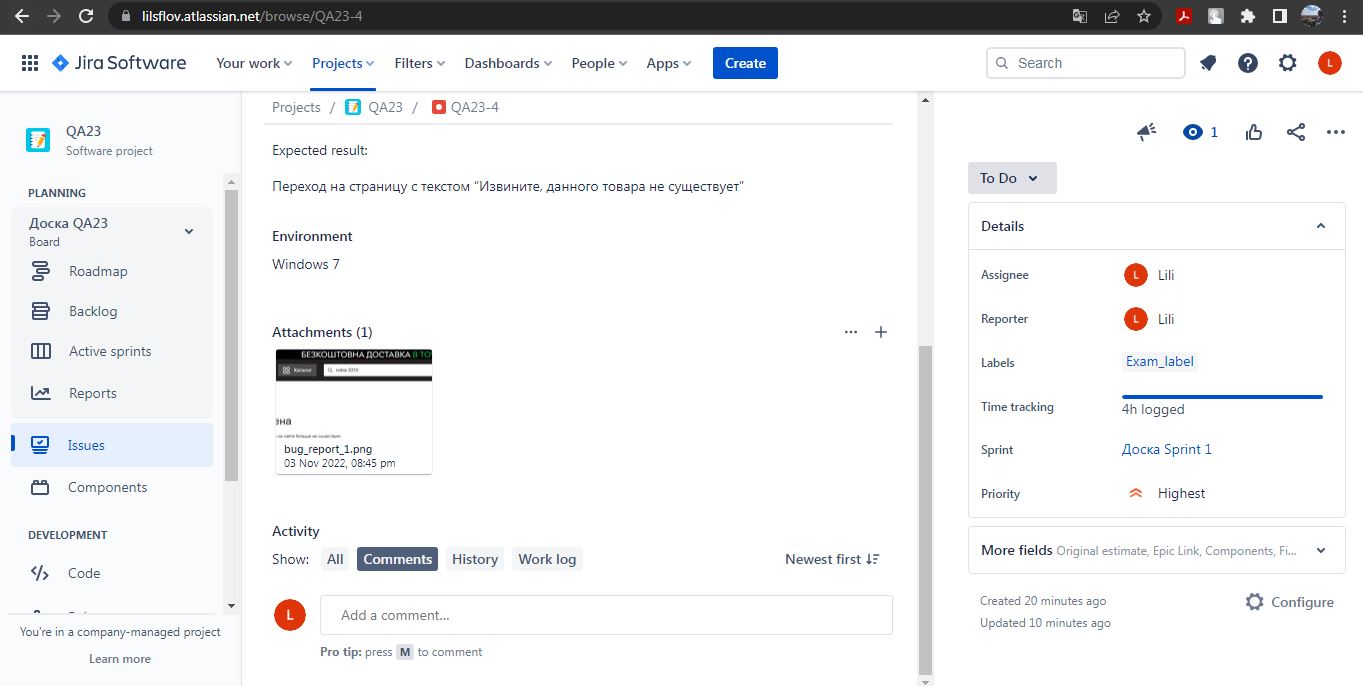 lilsflov.atlassian.net/browse/QA23-4
Jira Software
Your work
Projects
Filters
Dashboards
People
Apps
Create
Search
L
QA23
Software project
PLANNING
Доска QA23
Board
Roadmap
Backlog
Active sprints
Reports
Issues
Components
DEVELOPMENT
Code
You're in a company-managed project
Learn more
Projects / QA23 / QA23-4
Expected result:
Переход на страницу с текстом “Извините, данного товара не существует”
Environment
Windows 7
Attachments (1)
БЕЗКОШТОВНА ДОСТАВКА В ТО
Каталог
nokia 3310
на сайте больше не существует
bug_report_1.png
03 Nov 2022, 08:45 pm
Activity
Show: All Comments History Work log Newest first
L
Add a comment...
Pro tip: press M to comment
1
To Do
Details
Assignee L Lili
Reporter L Lili
Labels Exam_label
Time tracking
4h logged
Sprint Доска Sprint 1
Priority Highest
More fields Original estimate, Epic Link, Components, Fi...
Created 20 minutes ago
Configure
Updated 10 minutes ago